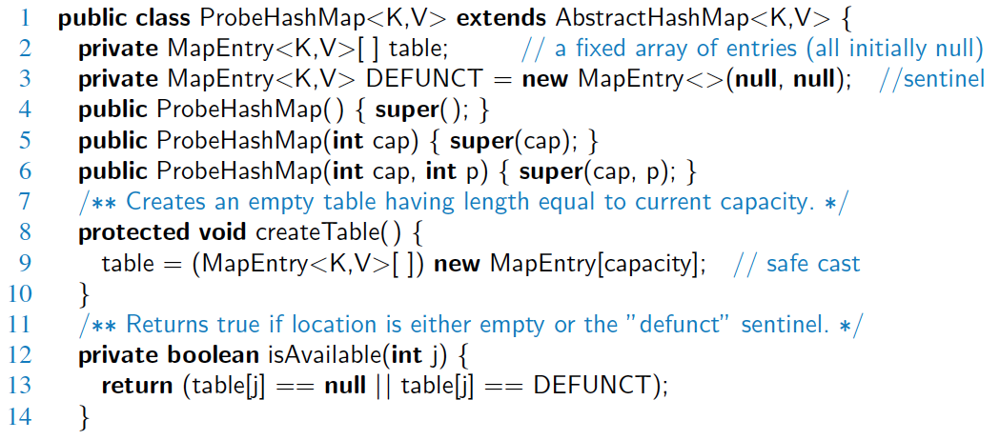 1 public class ProbeHashMap<K,V> extends AbstractHashMap<K,V> {
2 private MapEntry<K,V>[ ] table; // a fixed array of entries (all initially null)
3 private MapEntry<K,V> DEFUNCT = new MapEntry<>(null, null); //sentinel
4 public ProbeHashMap() { super(); }
5 public ProbeHashMap(int cap) { super(cap); }
6 public ProbeHashMap(int cap, int p) { super(cap, p); }
7 /** Creates an empty table having length equal to current capacity. */
8 protected void createTable() {
9 table = (MapEntry<K,V>[ ]) new MapEntry[capacity]; // safe cast
10 }
11 /** Returns true if location is either empty or the "defunct" sentinel. */
12 private boolean isAvailable(int j) {
13 return (table[j] == null || table[j] == DEFUNCT);
14 }